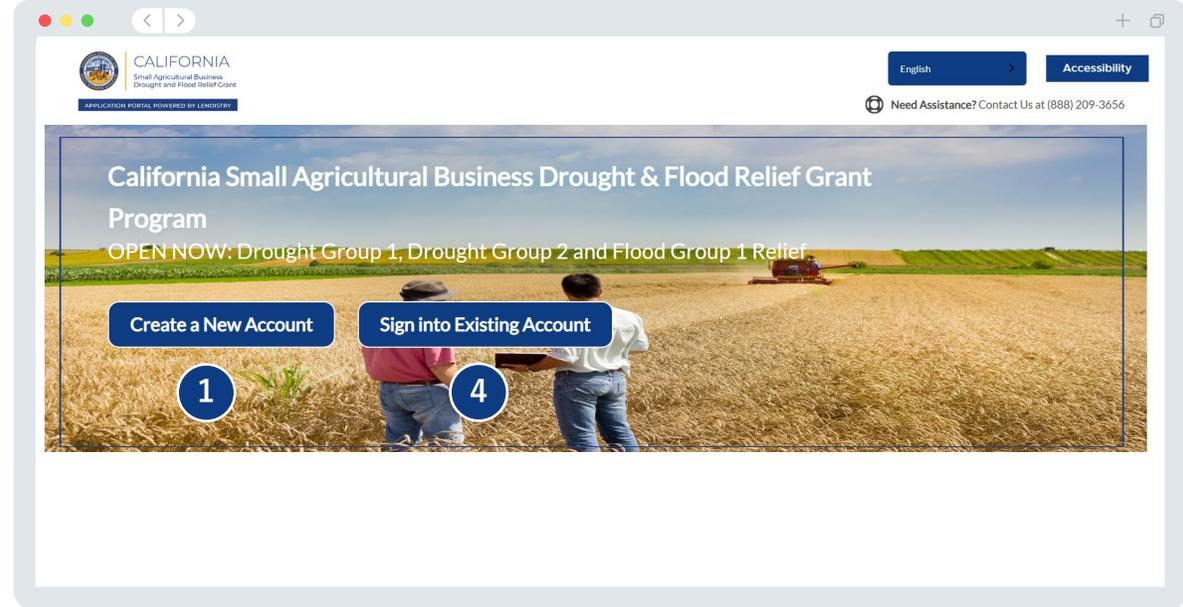 CALIFORNIA
Small Agricultural Business
Drought and Flood Relief Grant
APPLICATION PORTAL POWERED BY LENDISTRY
English
Accessibility
Need Assistance? Contact Us at (888) 209-3656
California Small Agricultural Business Drought & Flood Relief Grant
Program
OPEN NOW: Drought Group 1, Drought Group 2 and Flood Group 1 Relief
Create a New Account
Sign into Existing Account
1
4